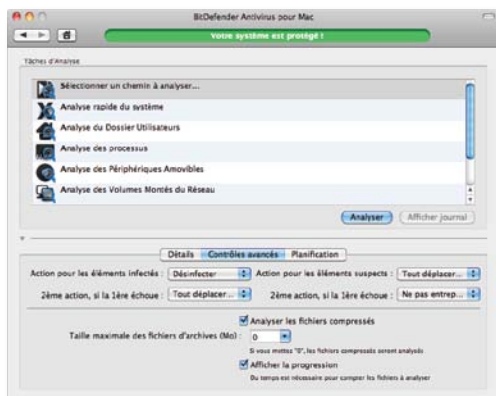 BitDefender Antivirus pour Mac
Votre système est protégé !
Tâches d'Analyse
Sélectionner un chemin à analyser...
Analyse rapide du système
Analyse du Dossier Utilisateurs
Analyse des processus
Analyse des Périphériques Amovibles
Analyse des Volumes Montés du Réseau
Analyser Afficher journal
Détails Contrôles avancés Planification
Action pour les éléments infectés : Désinfecter Action pour les éléments suspects : Tout déplacer...
2ème action, si la 1ère échoue : Tout déplacer... 2ème action, si la 1ère échoue : Ne pas entrep...
Analyser les fichiers compressés
Taille maximale des fichiers d'archives (Mo) : 0
Si vous mettez "0", les fichiers compressés seront analysés
Afficher la progression
Du temps est nécessaire pour compter les fichiers à analyser